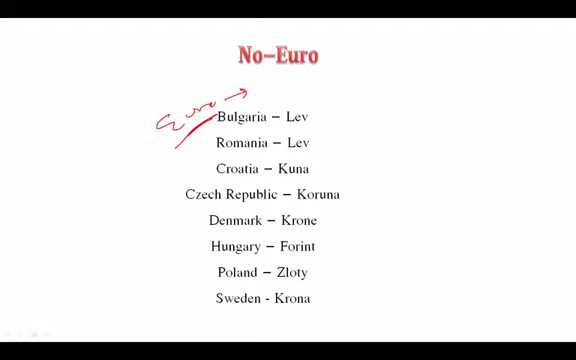 No-Euro
Euro →
Bulgaria – Lev
Romania – Lev
Croatia – Kuna
Czech Republic – Koruna
Denmark – Krone
Hungary – Forint
Poland – Zloty
Sweden - Krona